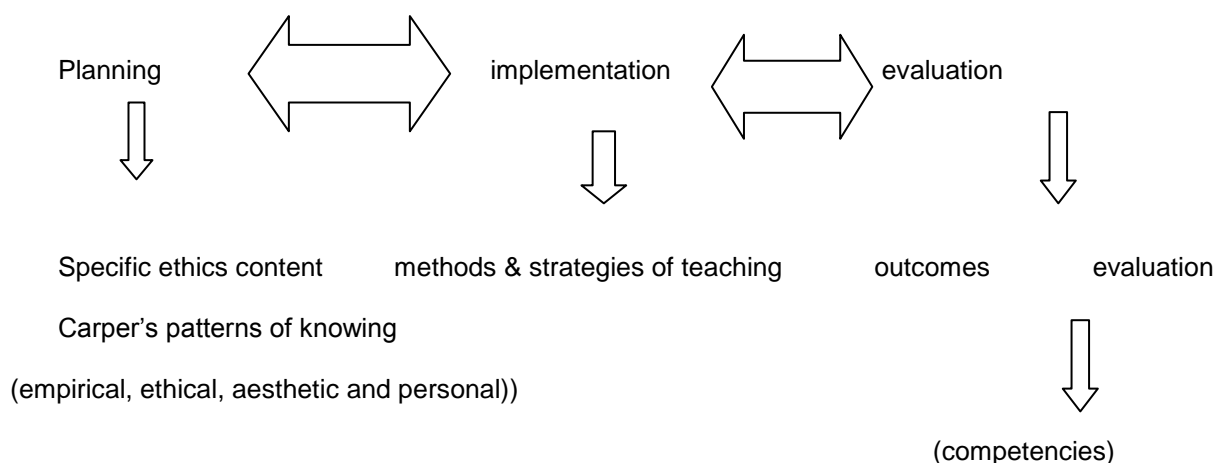 Planning implementation evaluation
Specific ethics content methods & strategies of teaching outcomes evaluation
Carper’s patterns of knowing
(empirical, ethical, aesthetic and personal))
(competencies)